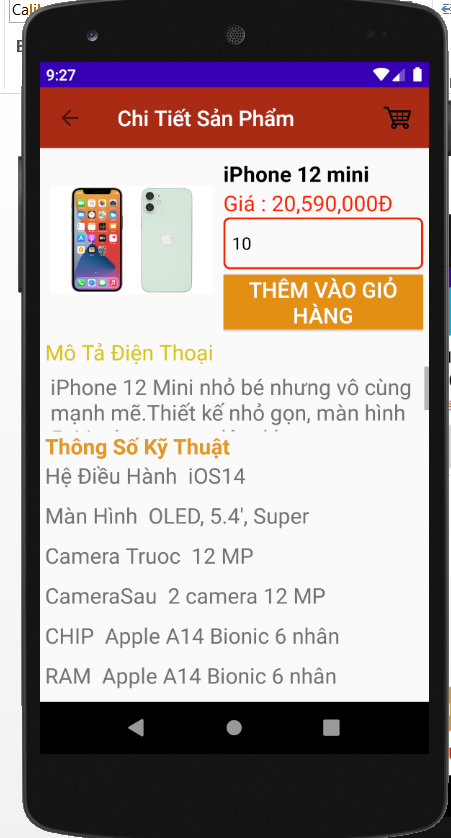 9:27
Chi Tiết Sản Phẩm
iPhone 12 mini
Giá : 20,590,000Đ
10
THÊM VÀO GIỎ
HÀNG
Mô Tả Điện Thoại
iPhone 12 Mini nhỏ bé nhưng vô cùng
mạnh mẽ.Thiết kế nhỏ gọn, màn hình
Thông Số Kỹ Thuật
Hệ Điều Hành iOS14
Màn Hình OLED, 5.4', Super
Camera Truoc 12 MP
CameraSau 2 camera 12 MP
CHIP Apple A14 Bionic 6 nhân
RAM Apple A14 Bionic 6 nhân